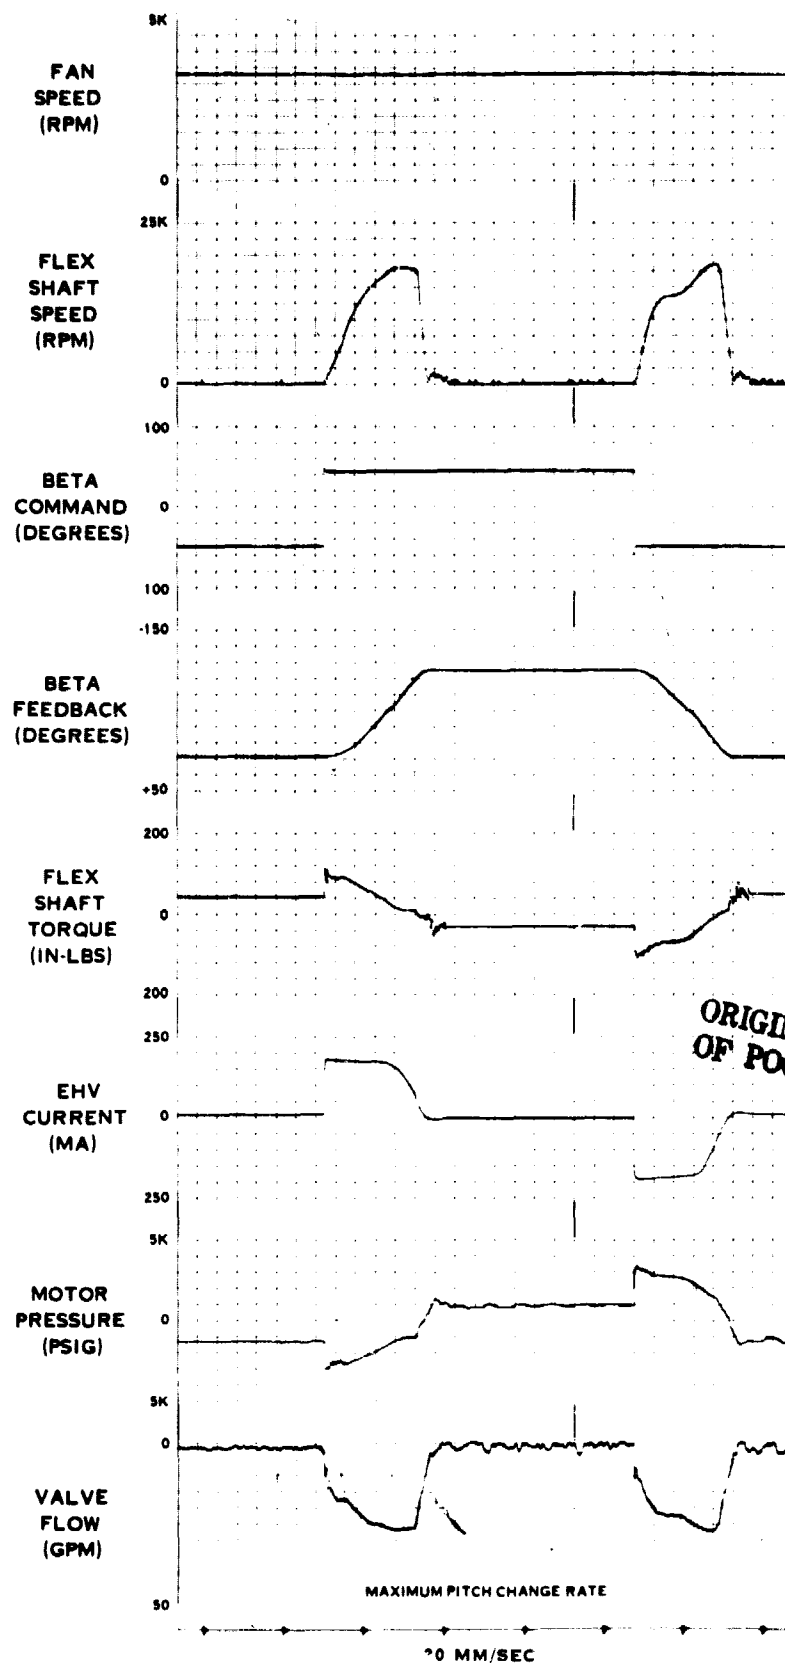 5K
FAN
SPEED
(RPM)
0
25K
FLEX
SHAFT
SPEED
(RPM)
0
100
BETA
COMMAND
(DEGREES)
0
100
-150
BETA
FEEDBACK
(DEGREES)
+50
200
FLEX
SHAFT
TORQUE
(IN-LBS)
0
200
250
EHV
CURRENT
(MA)
0
250
5K
MOTOR
PRESSURE
(PSIG)
0
5K
0
VALVE
FLOW
(GPM)
50
MAXIMUM PITCH CHANGE RATE
MM/SEC
OF